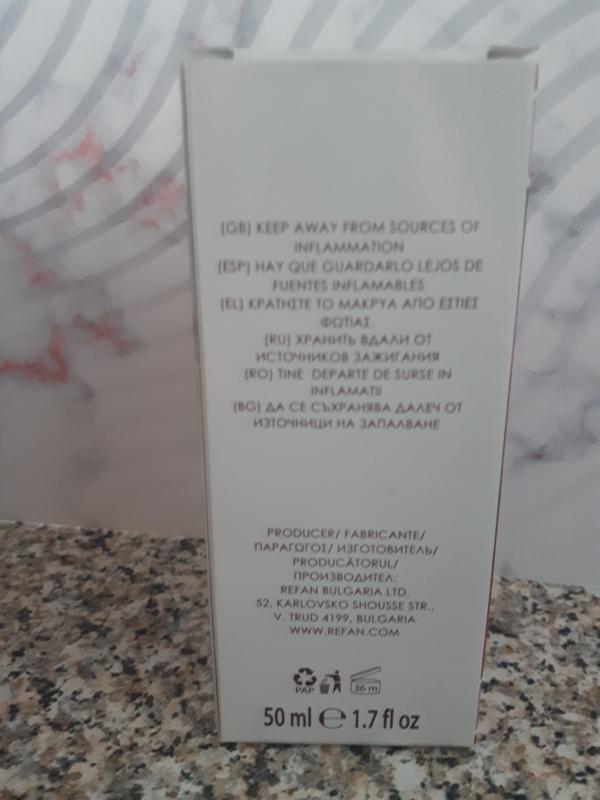 (GB) KEEP AWAY FROM SOURCES OF
INFLAMMATION
(ESP) HAY QUE GUARDARLO LEJOS DE
FUENTES INFLAMABLES
(EL) ΚΡΑΤΗΣΤΕ ΤΟ ΜΑΚΡΥΑ ΑΠΟ ΕΣΤΙΕΣ
ΦΩΤΙΑΣ.
(RU) ХРАНИТЬ ВДАЛИ ОТ
ИСТОЧНИКОВ ЗАЖИГАНИЯ
(RO) TINE DEPARTE DE SURSE IN
INFLAMATII
(BG) ДА СЕ СЪХРАНЯВА ДАЛЕЧ ОТ
ИЗТОЧНИЦИ НА ЗАПАЛВАНЕ
PRODUCER/ FABRICANTE/
ΠΑΡΑΓΩΓΟΣ/ ИЗГОТОВИТЕЛЬ/
PRODUCĂTORUL/
ПРОИЗВОДИТЕЛ:
REFAN BULGARIA LTD.
52, KARLOVSKO SHOUSSE STR.,
V. TRUD 4199, BULGARIA
WWW.REFAN.COM
PAP 36 m
50 ml ℮ 1.7 fl oz